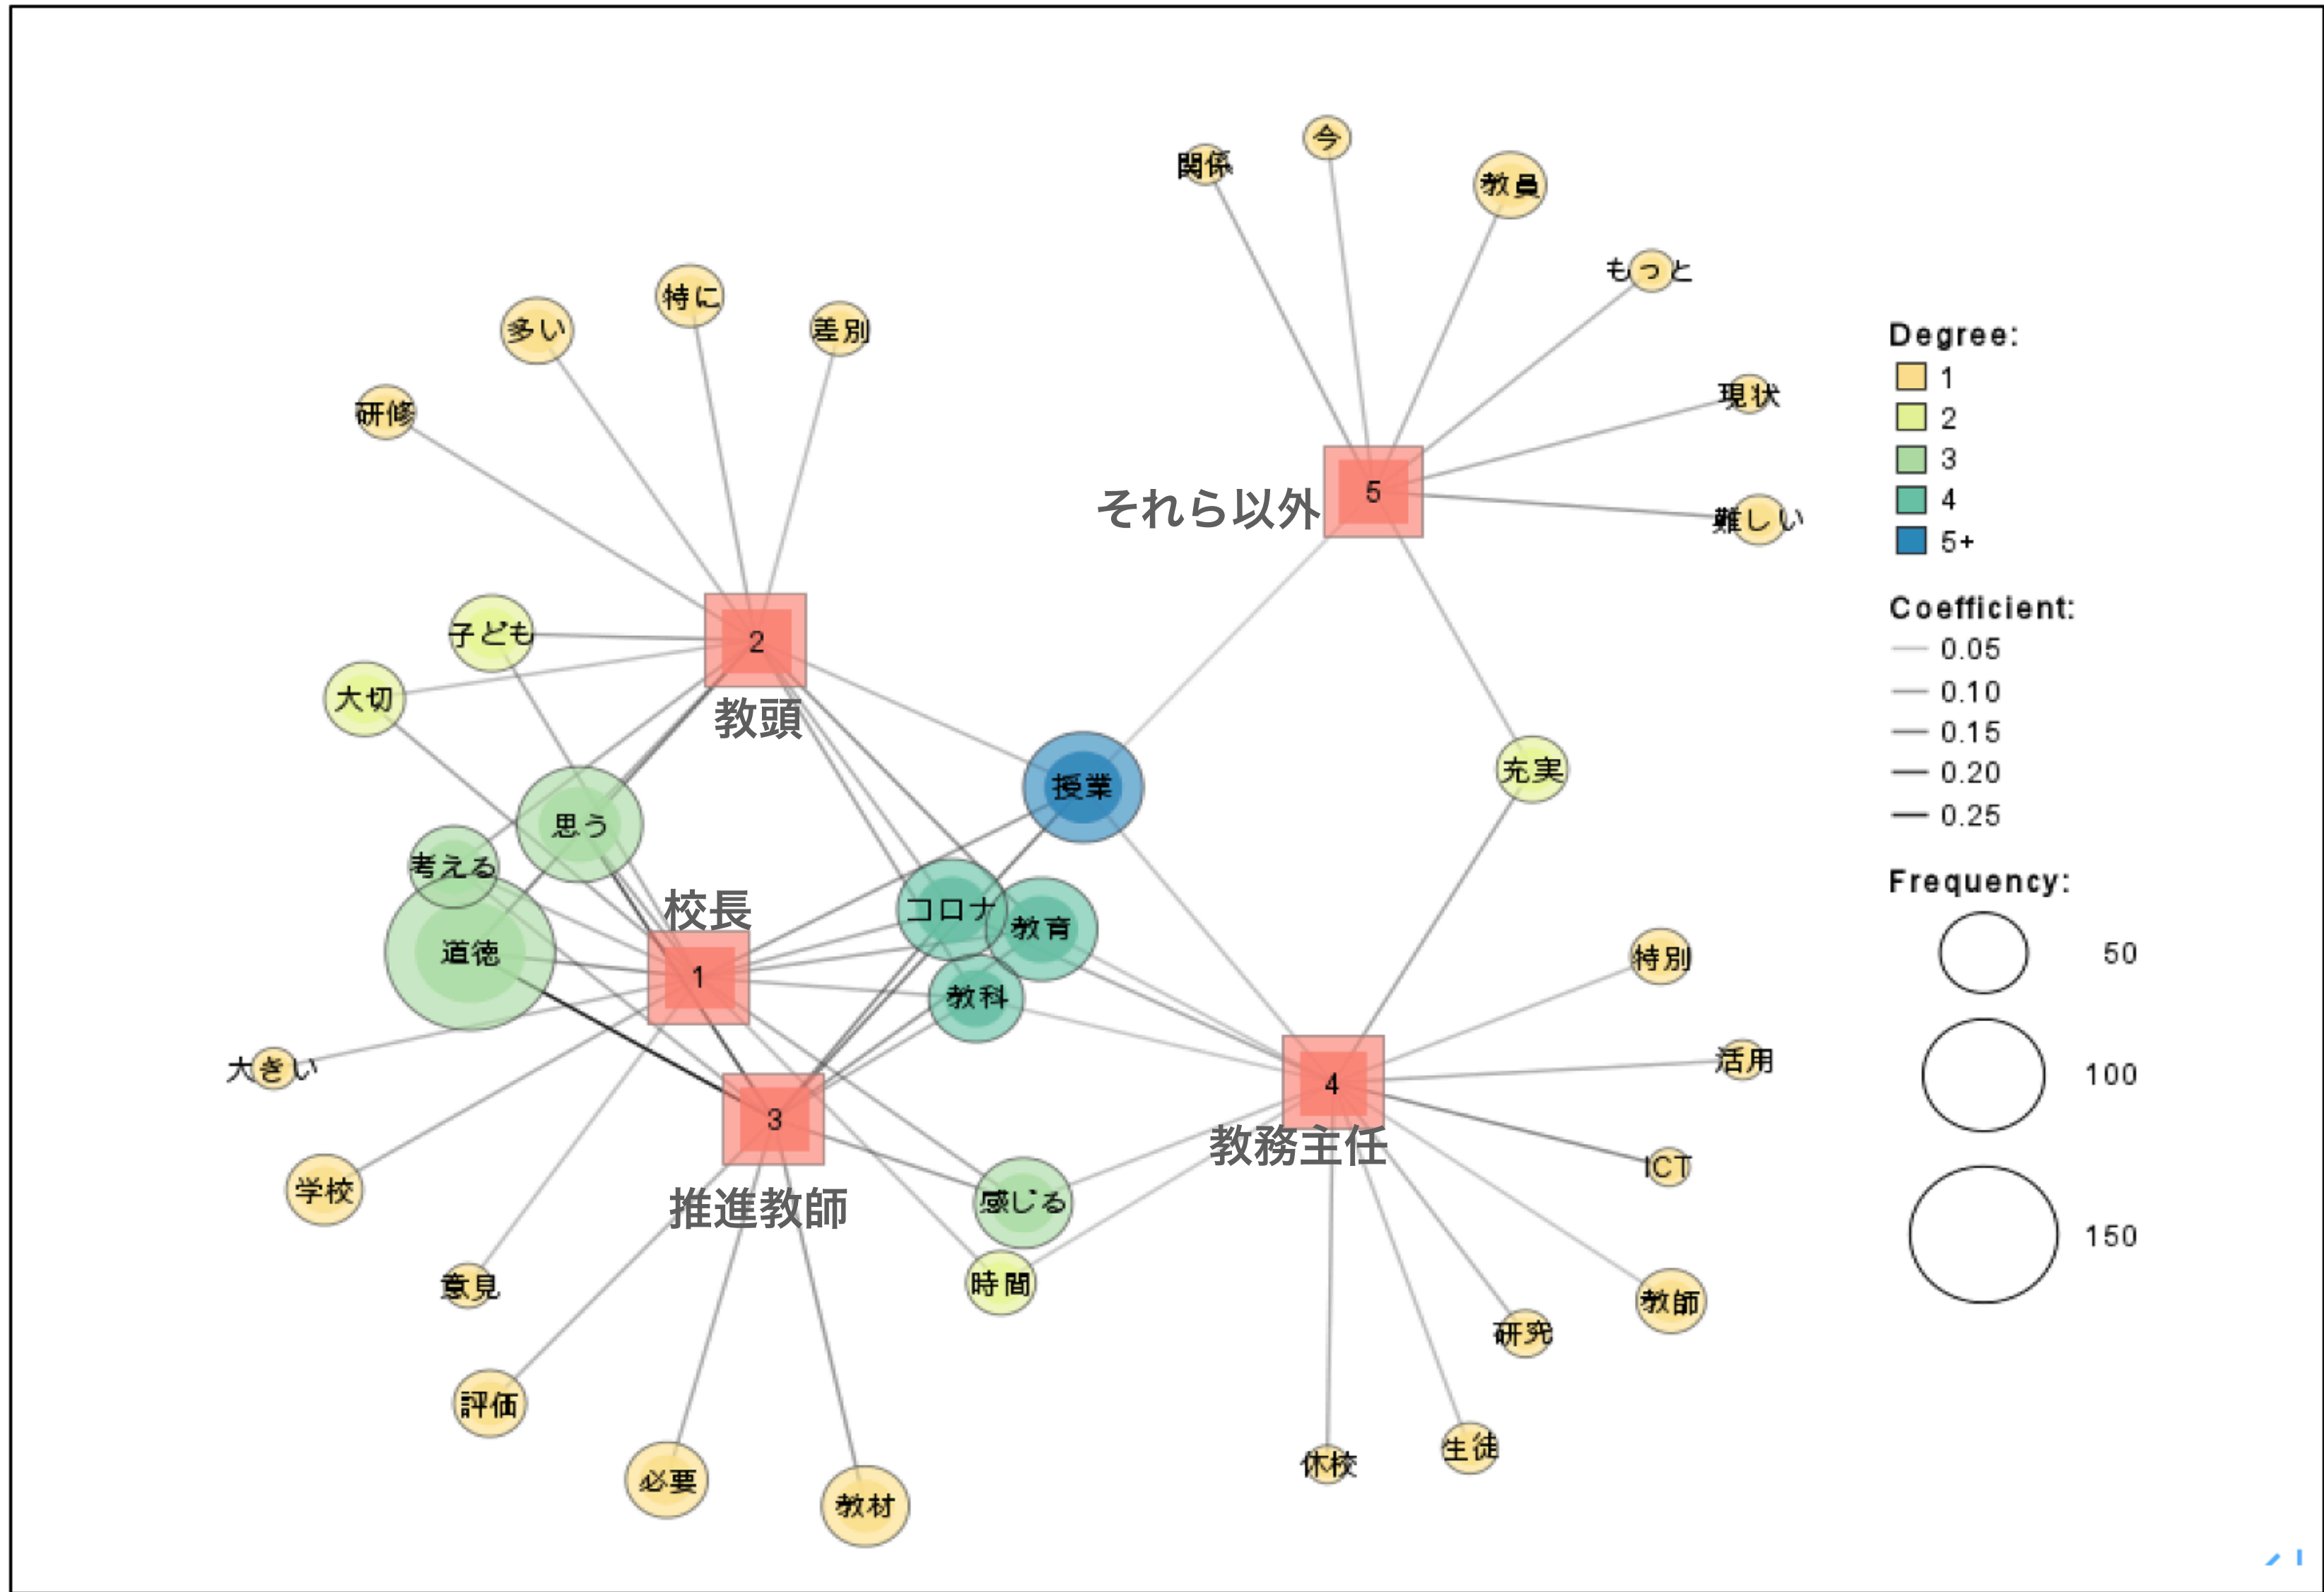 今
関係
教員
もっと
特に
多い
差別
現状
研修
5
それら以外
難しい
子ども
2
大切
教頭
充実
授業
思う
考える
校長
コロナ
教育
道徳
1
教科
特別
大きい
3
4
活用
教務主任
ICT
学校
推進教師
感じる
意見
時間
教師
研究
評価
必要
教材
休校
生徒
Degree:
1
2
3
4
5+
Coefficient:
0.05
0.10
0.15
0.20
0.25
Frequency:
50
100
150